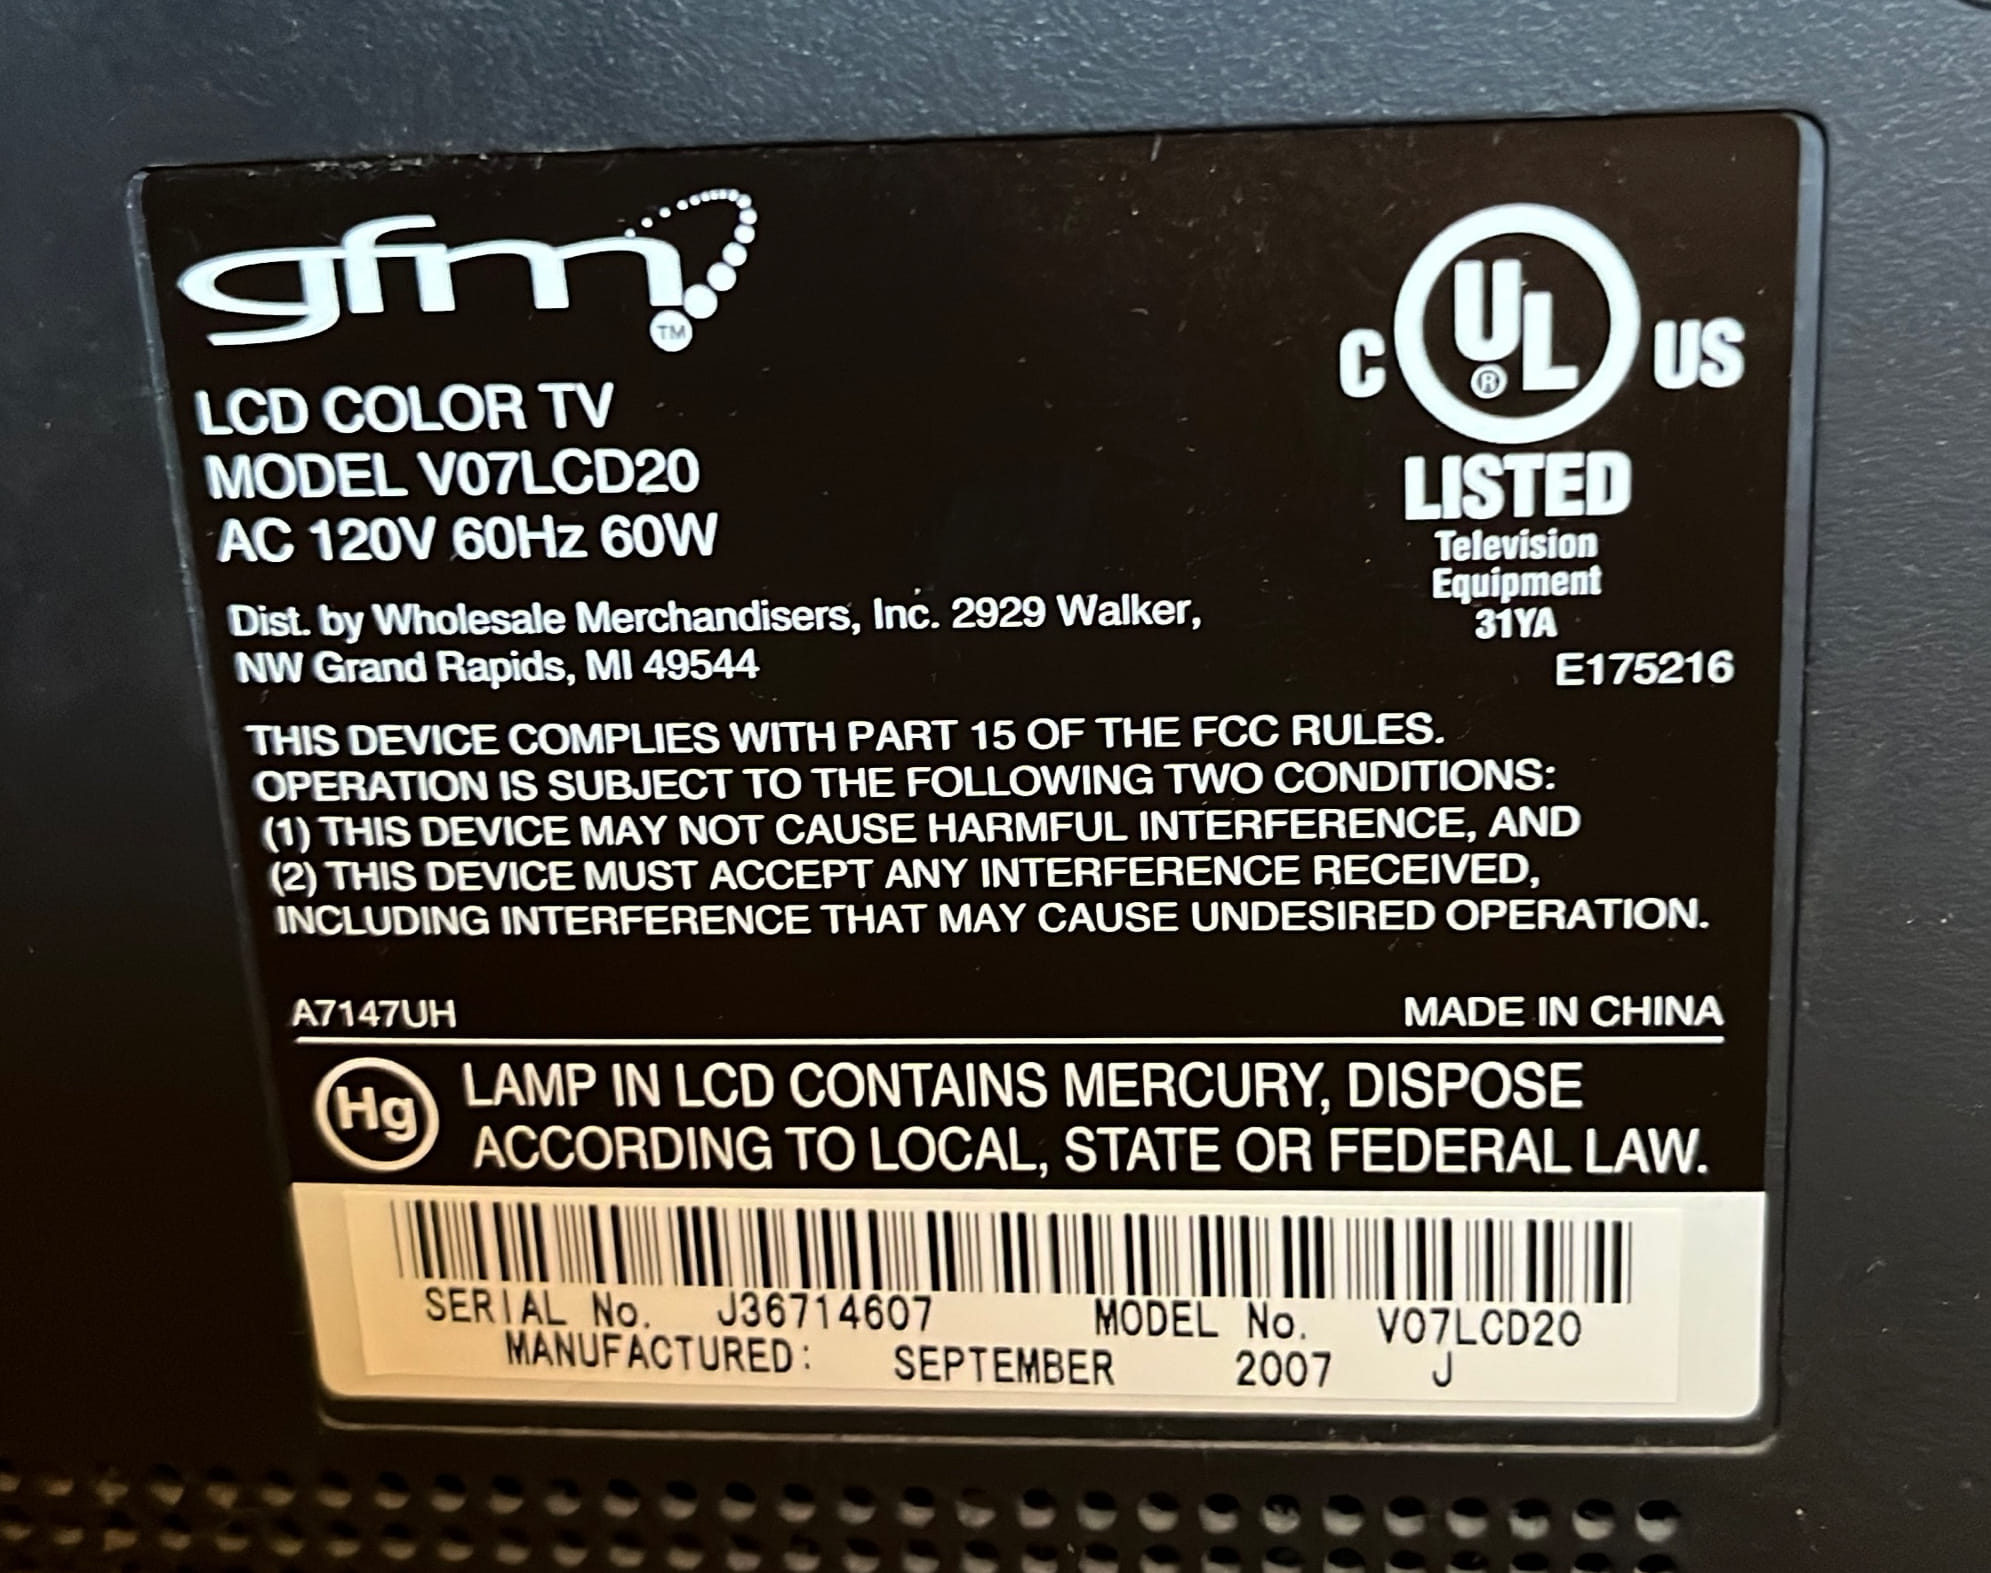 gfm
TM
LCD COLOR TV
MODEL V07LCD20
AC 120V 60Hz 60W
C UL US
®
LISTED
Television
Equipment
31YA
E175216
Dist. by Wholesale Merchandisers, Inc. 2929 Walker,
NW Grand Rapids, MI 49544
THIS DEVICE COMPLIES WITH PART 15 OF THE FCC RULES.
OPERATION IS SUBJECT TO THE FOLLOWING TWO CONDITIONS:
(1) THIS DEVICE MAY NOT CAUSE HARMFUL INTERFERENCE, AND
(2) THIS DEVICE MUST ACCEPT ANY INTERFERENCE RECEIVED,
INCLUDING INTERFERENCE THAT MAY CAUSE UNDESIRED OPERATION.
A7147UH MADE IN CHINA
Hg
LAMP IN LCD CONTAINS MERCURY, DISPOSE
ACCORDING TO LOCAL, STATE OR FEDERAL LAW.
SERIAL No. J36714607 MODEL No. V07LCD20
MANUFACTURED: SEPTEMBER 2007 J